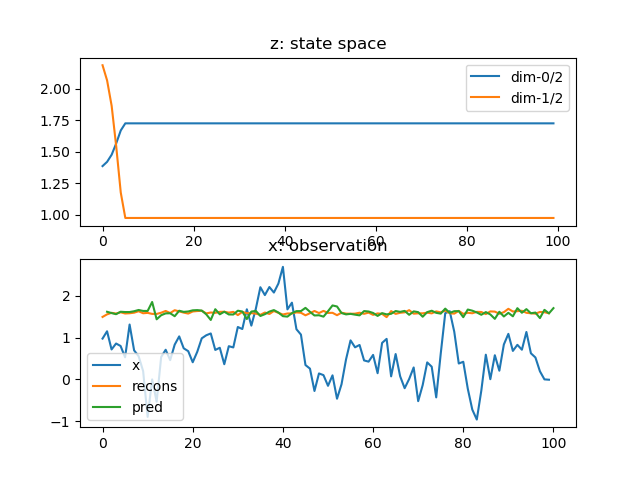 z: state space
2.00
1.75
1.50
1.25
1.00
dim-0/2
dim-1/2
0 20 40 60 80 100
x: observation
2
1
0
−1
x
recons
pred
0 20 40 60 80 100